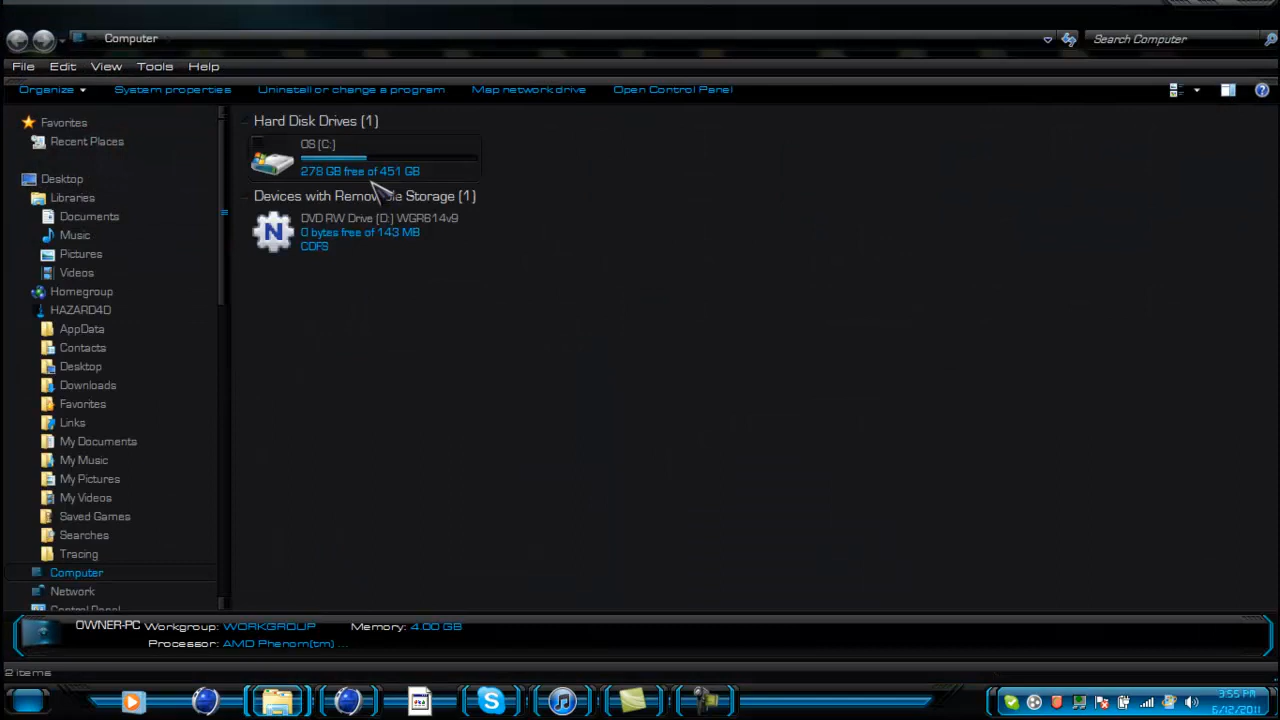 Computer
Search Computer
File Edit View Tools Help
Organize System properties Uninstall or change a program Map network drive Open Control Panel
Favorites
Recent Places
Desktop
Libraries
Documents
Music
Pictures
Videos
Homegroup
HAZARD4D
AppData
Contacts
Desktop
Downloads
Favorites
Links
My Documents
My Music
My Pictures
My Videos
Saved Games
Searches
Tracing
Computer
Network
Control Panel
Hard Disk Drives (1)
OS (C:)
278 GB free of 451 GB
Devices with Removable Storage (1)
DVD RW Drive (D:) WGR614v9
0 bytes free of 143 MB
CDFS
N
OWNER-PC Workgroup: WORKGROUP Memory: 4.00 GB
Processor: AMD Phenom(tm) ...
2 items
3:55 PM
6/12/2011